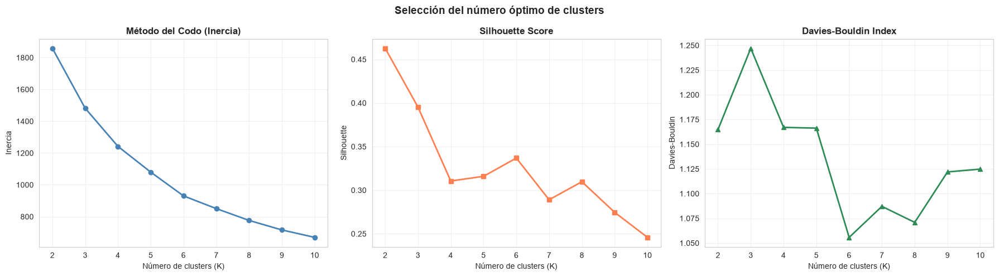 Selección del número óptimo de clusters
Método del Codo (Inercia)
Inercia
1800
1600
1400
1200
1000
800
2 3 4 5 6 7 8 9 10
Número de clusters (K)
Silhouette Score
Silhouette
0.45
0.40
0.35
0.30
0.25
2 3 4 5 6 7 8 9 10
Número de clusters (K)
Davies-Bouldin Index
Davies-Bouldin
1.250
1.225
1.200
1.175
1.150
1.125
1.100
1.075
1.050
2 3 4 5 6 7 8 9 10
Número de clusters (K)